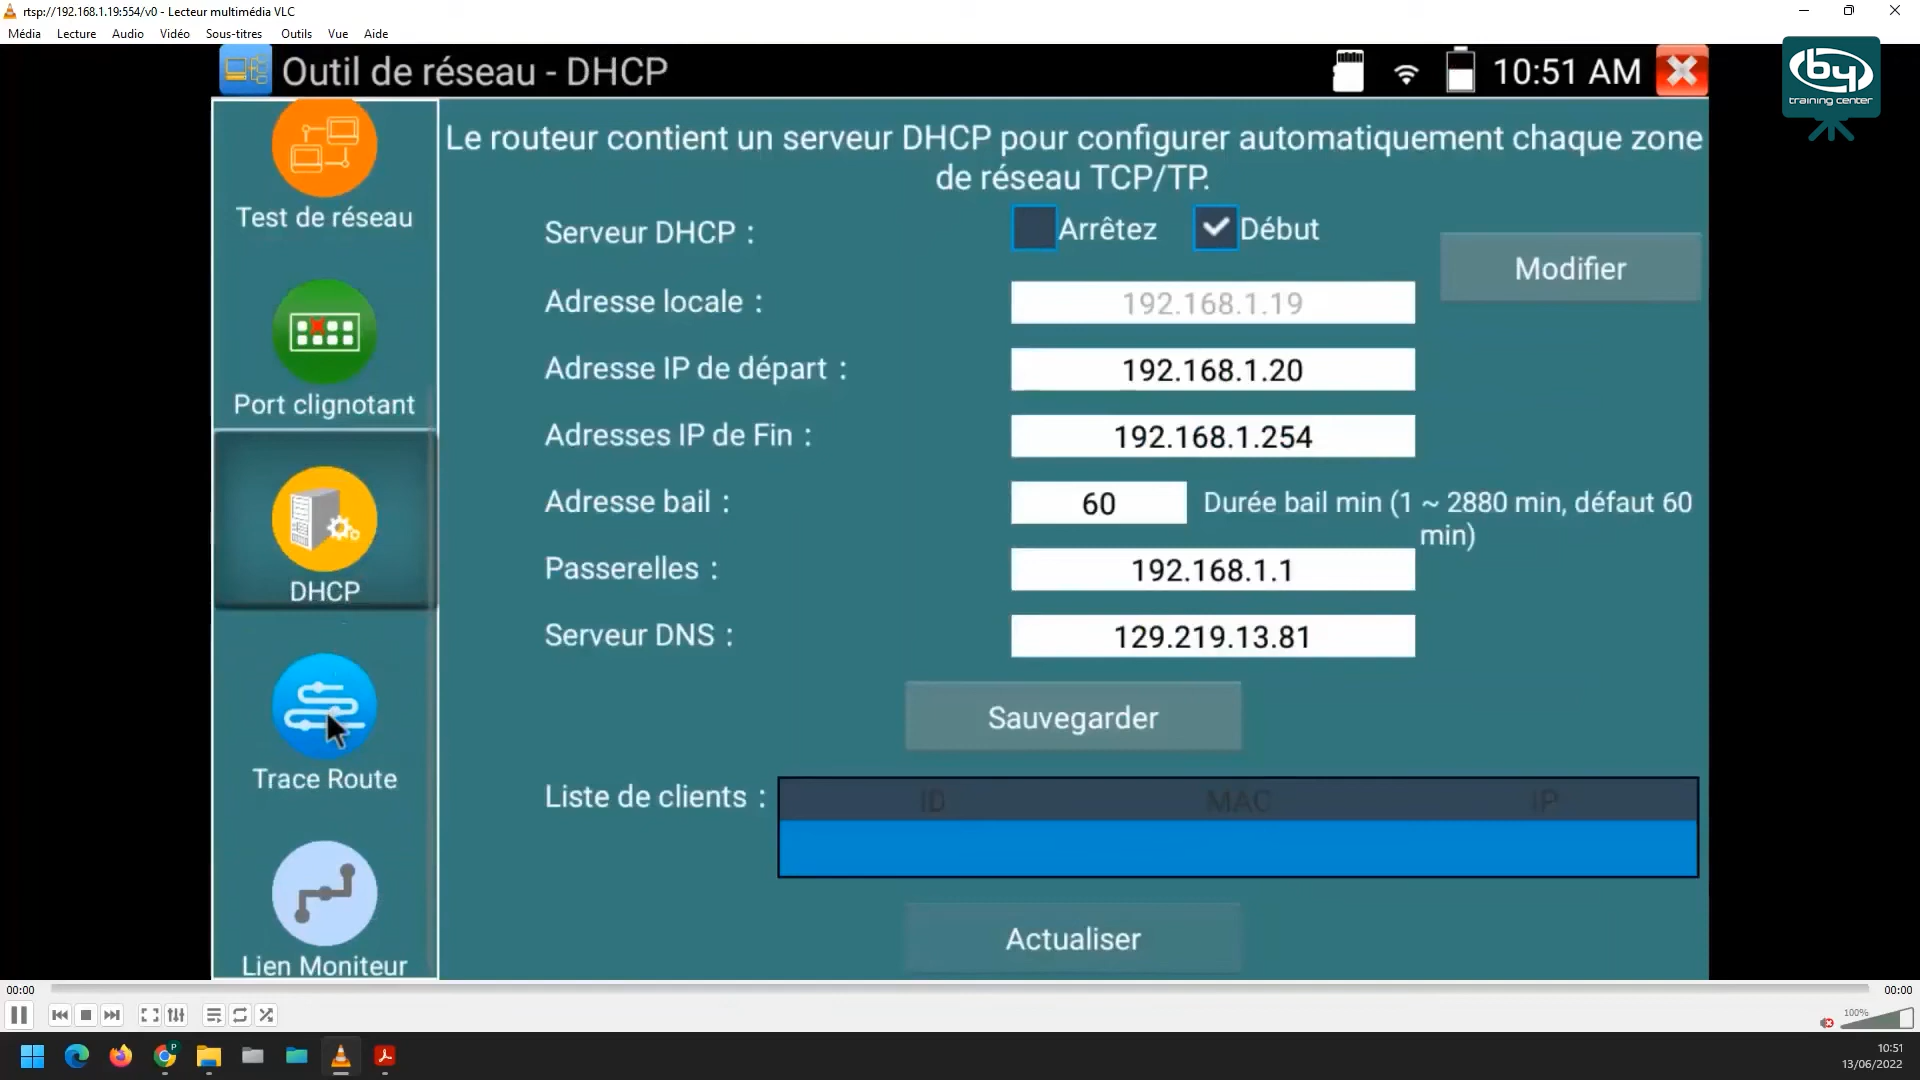 rtsp://192.168.1.19:554/v0 - Lecteur multimédia VLC
Média Lecture Audio Vidéo Sous-titres Outils Vue Aide
Outil de réseau - DHCP
10:51 AM
by
training center
Test de réseau
Port clignotant
DHCP
Trace Route
Lien Moniteur
Le routeur contient un serveur DHCP pour configurer automatiquement chaque zone
de réseau TCP/TP.
Serveur DHCP : Arrêtez Début
Modifier
Adresse locale : 192.168.1.19
Adresse IP de départ : 192.168.1.20
Adresses IP de Fin : 192.168.1.254
Adresse bail : 60 Durée bail min (1 ~ 2880 min, défaut 60
min)
Passerelles : 192.168.1.1
Serveur DNS : 129.219.13.81
Sauvegarder
Liste de clients : ID MAC IP
Actualiser
00:00 00:00
100%
P
10:51
13/06/2022